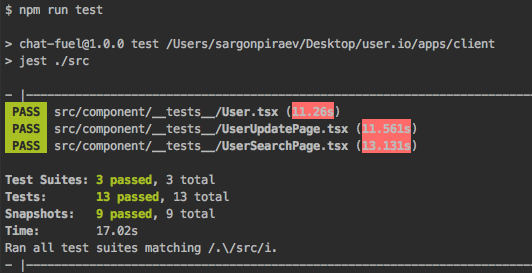 $ npm run test
> chat-fuel@1.0.0 test /Users/sargonpiraev/Desktop/user.io/apps/client
> jest ./src
PASS src/component/__tests__/User.tsx (11.26s)
PASS src/component/__tests__/UserUpdatePage.tsx (11.561s)
PASS src/component/__tests__/UserSearchPage.tsx (13.131s)
Test Suites: 3 passed, 3 total
Tests: 13 passed, 13 total
Snapshots: 9 passed, 9 total
Time: 17.02s
Ran all test suites matching /.\/src/i.